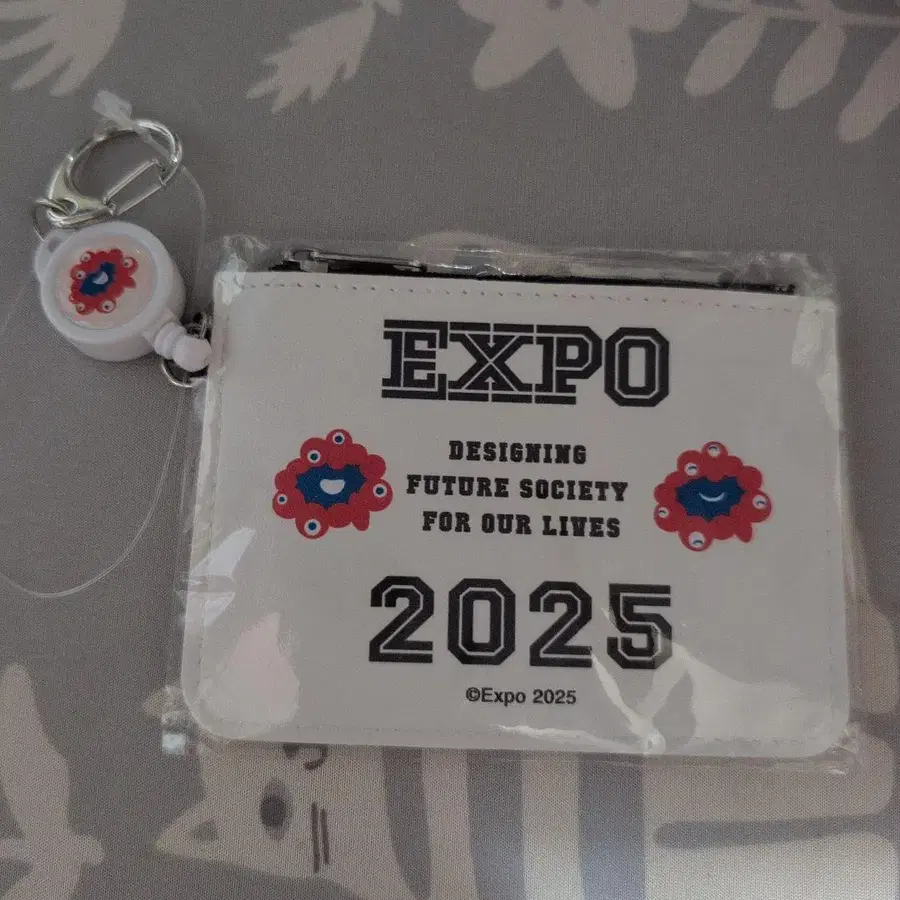 EXPO
DESIGNING
FUTURE SOCIETY
FOR OUR LIVES
2025
©Expo 2025